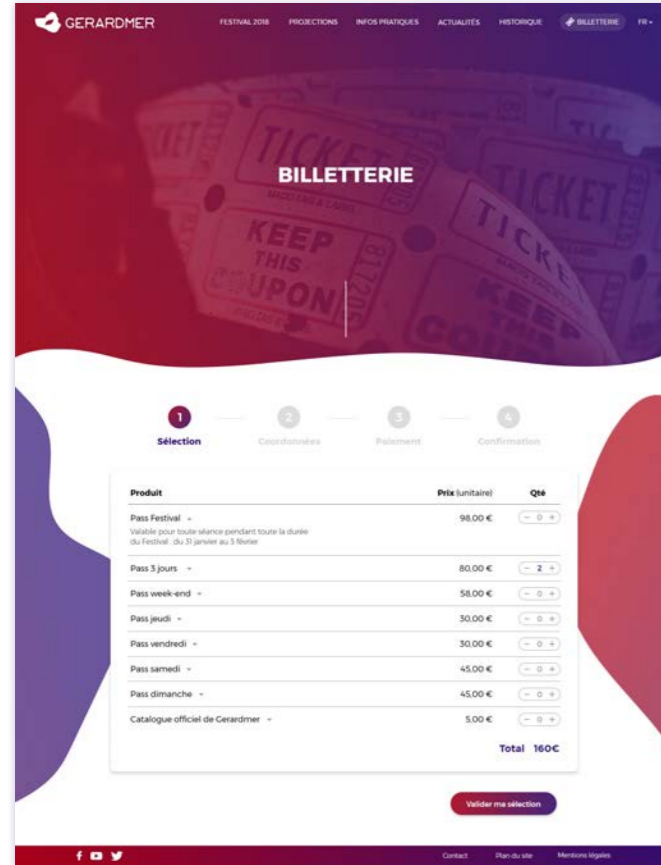 GERARDMER
FESTIVAL 2018 PROJECTIONS INFOS PRATIQUES ACTUALITÉS HISTORIQUE BILLETTERIE FR
TICKET
TICKET
TICKET
BILLETTERIE
KEEP
THIS
COUPON
817205
TICKET
KEEP
THIS
1 2 3 4
Sélection Coordonnées Paiement Confirmation
Produit Prix (unitaire) Qté
Pass Festival 98,00 € - 0 +
Valable pour toute séance pendant toute la durée
du Festival : du 31 janvier au 5 février
Pass 3 jours 80,00 € - 2 +
Pass week-end 58,00 € - 0 +
Pass jeudi 30,00 € - 0 +
Pass vendredi 30,00 € - 0 +
Pass samedi 45,00 € - 0 +
Pass dimanche 45,00 € - 0 +
Catalogue officiel de Gerardmer 5,00 € - 0 +
Total 160€
Valider ma sélection
Contact Plan du site Mentions légales